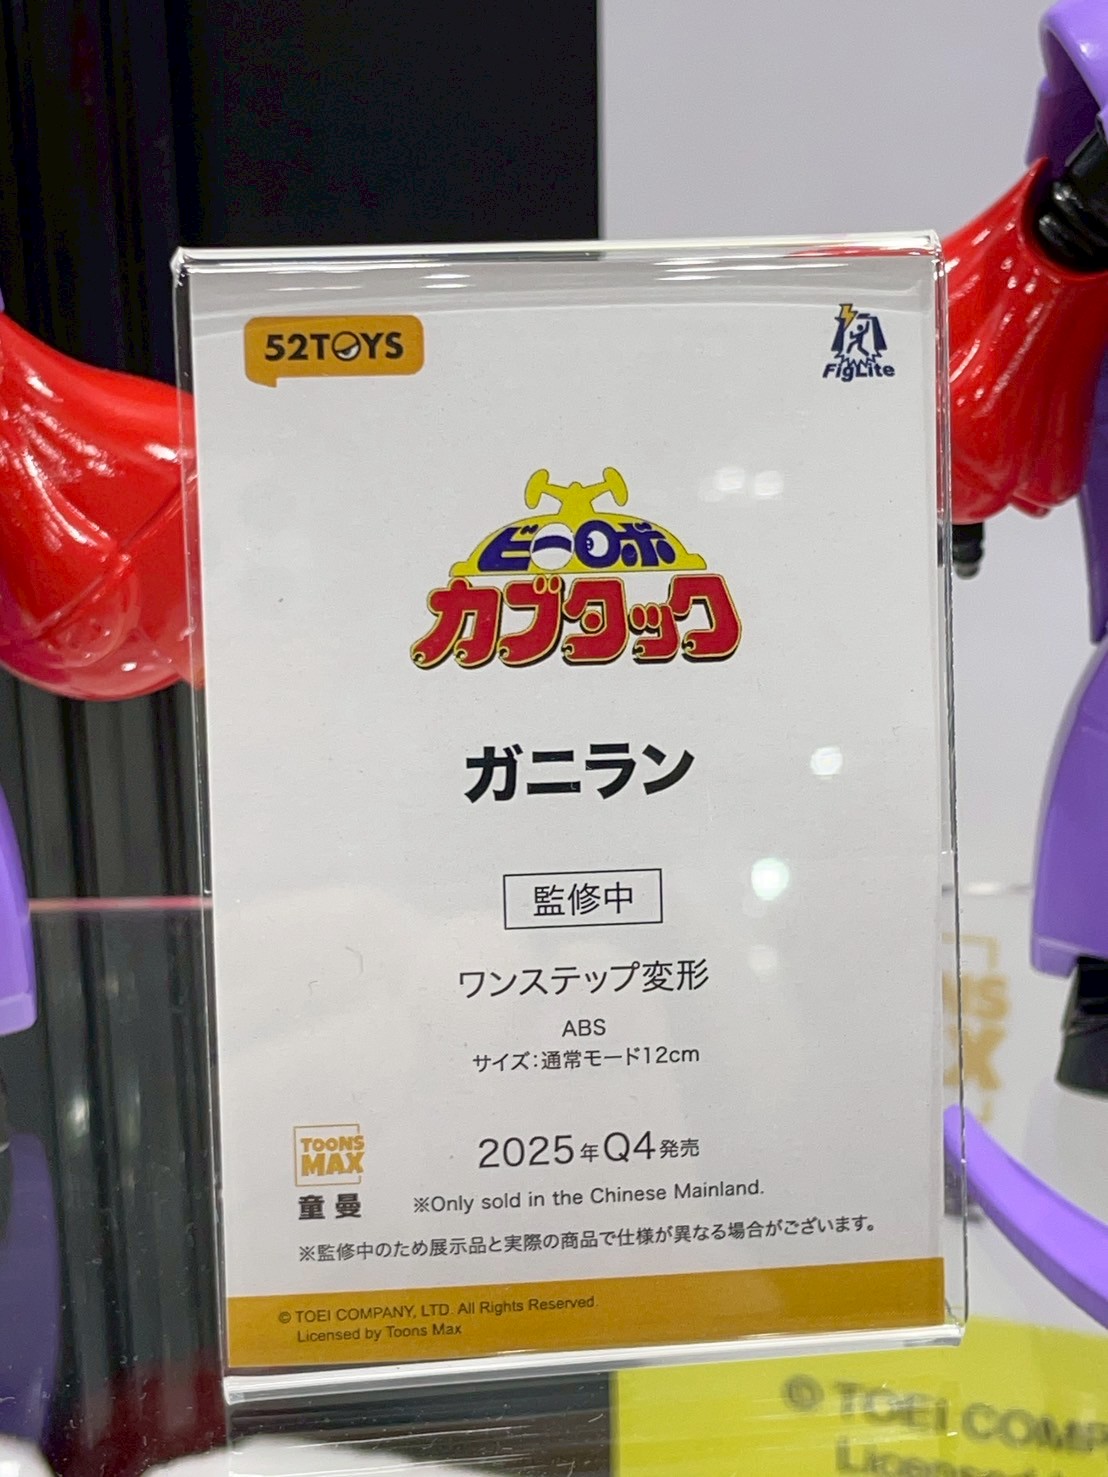 52TOYS
FigLite
ビーロボ
カブタック
ガニラン
監修中
ワンステップ変形
ABS
サイズ:通常モード12cm
TOONS
MAX
童曼
2025年Q4発売
※Only sold in the Chinese Mainland.
※監修中のため展示品と実際の商品で仕様が異なる場合がございます。
© TOEI COMPANY, LTD. All Rights Reserved.
Licensed by Toons Max
© TOEI COMP